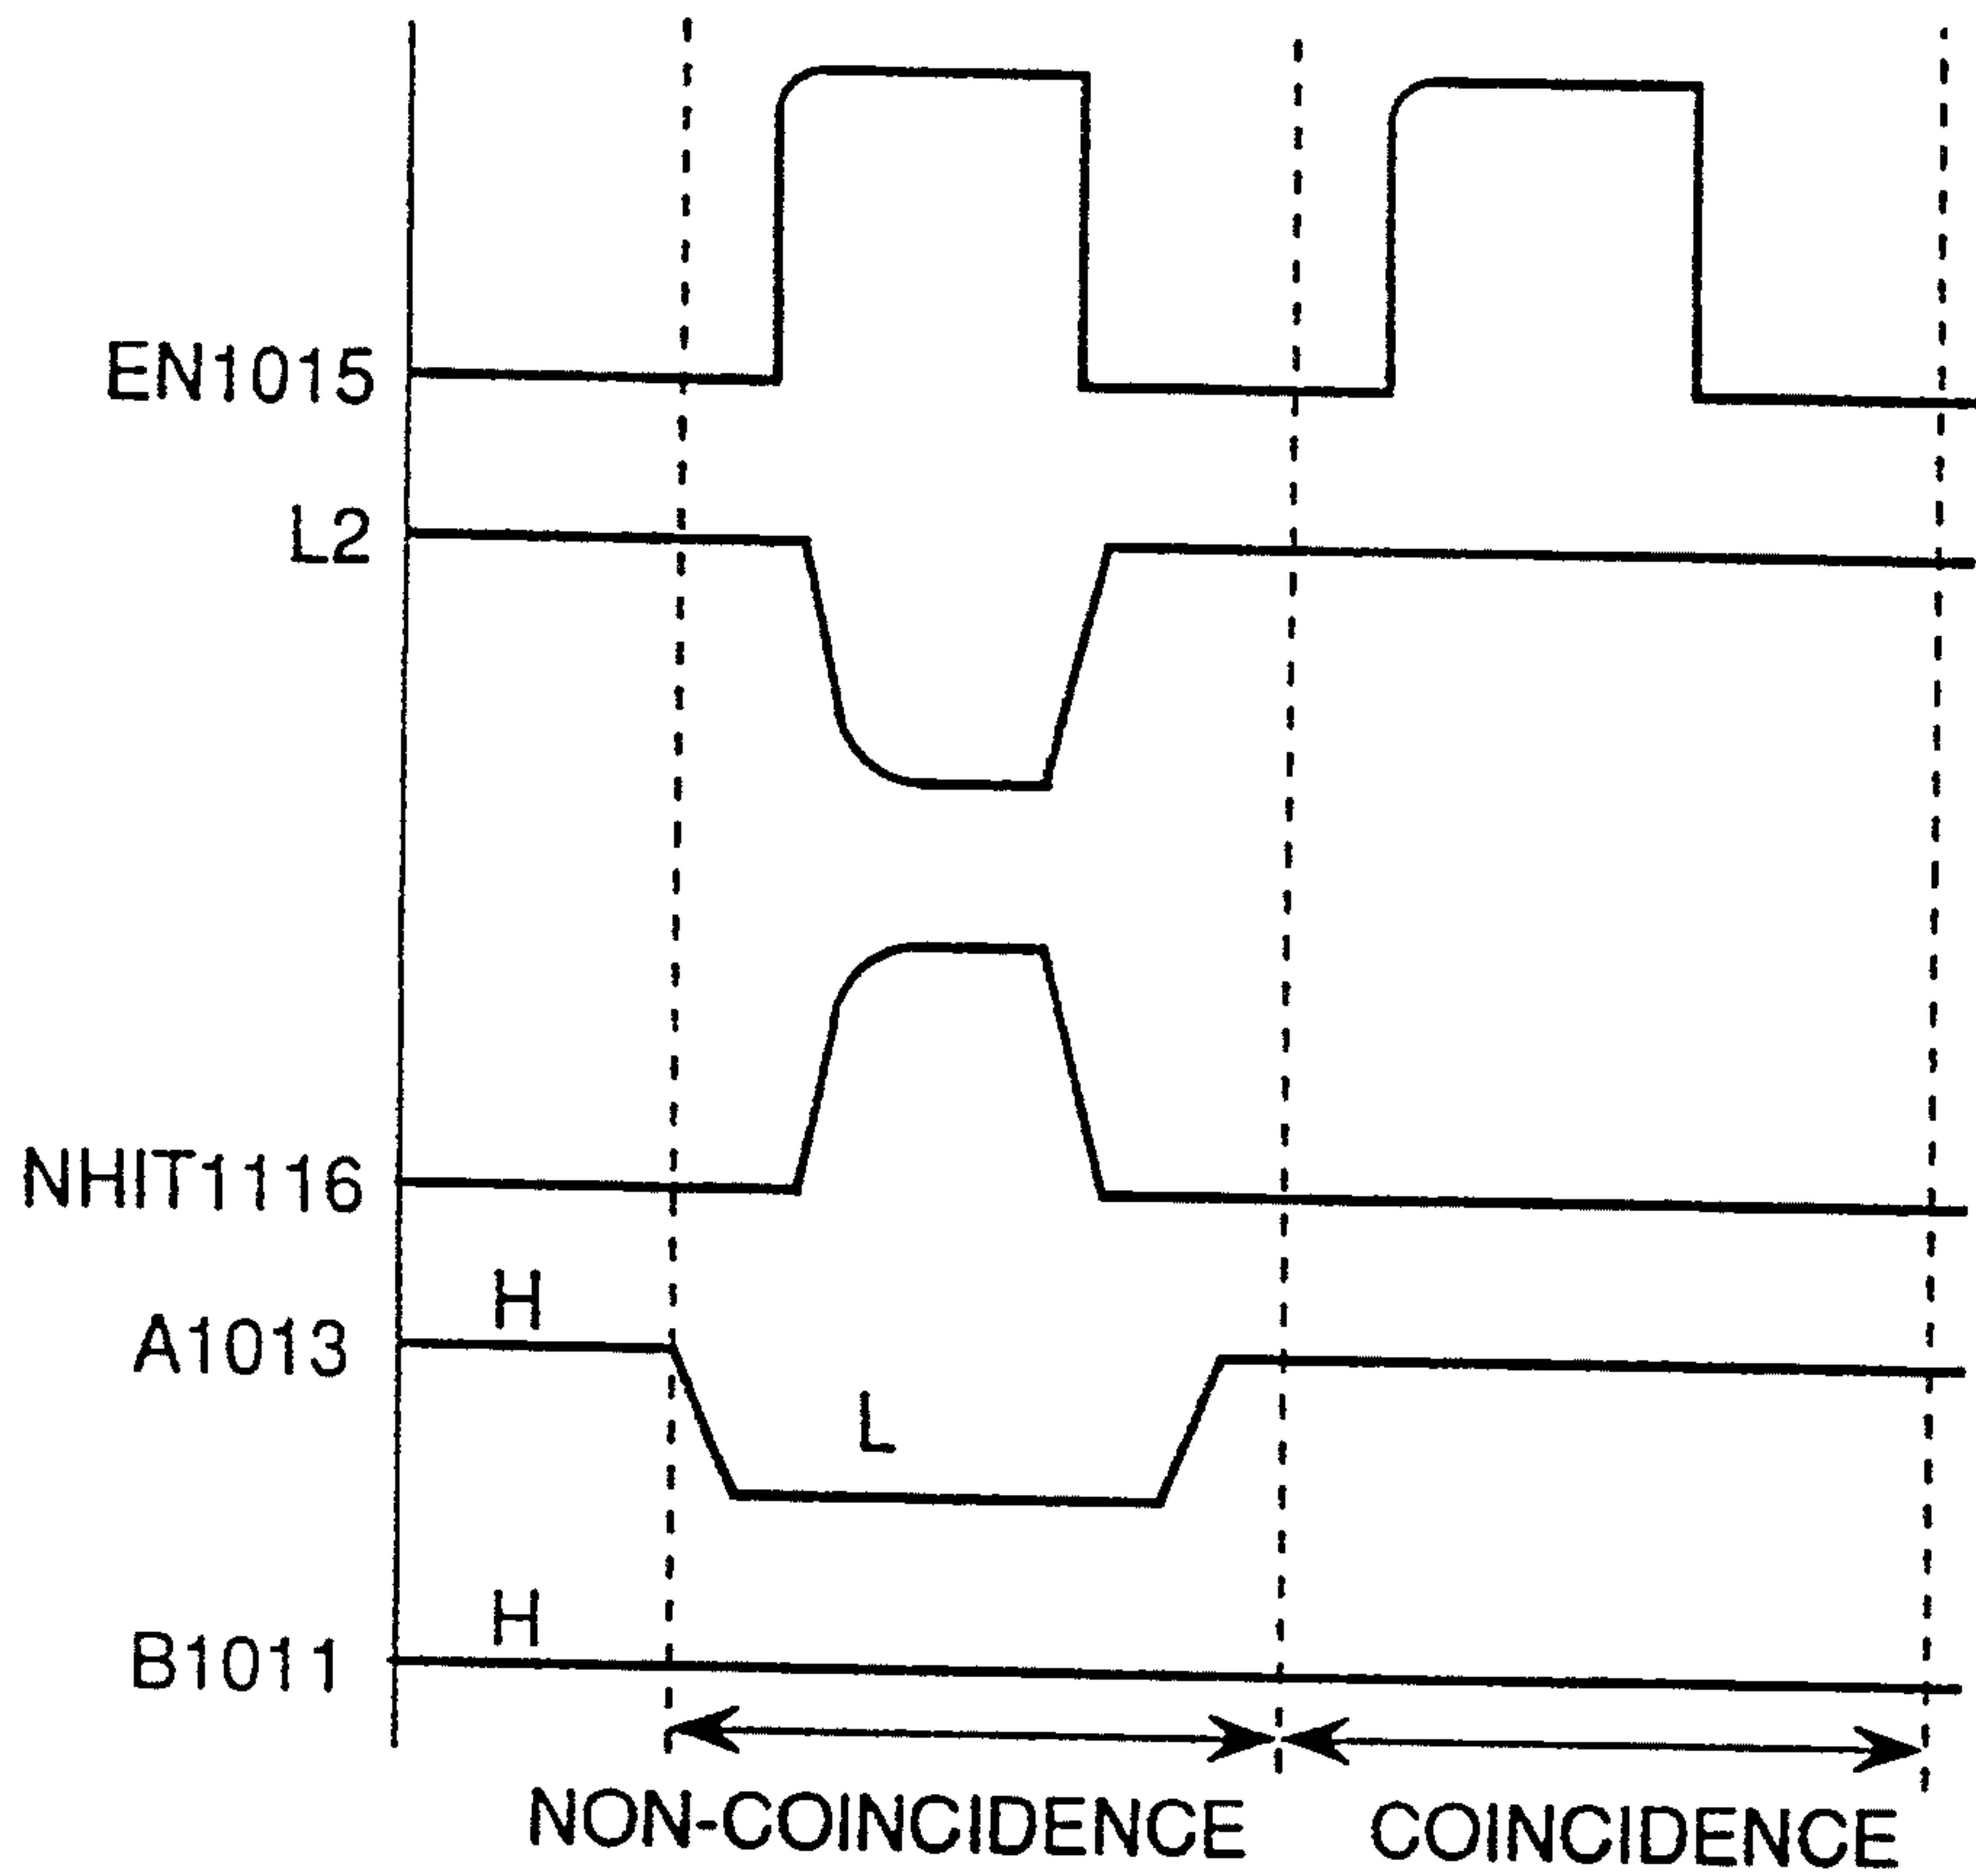 EN1015
L2
NHIT1116
H
A1013
L
H
B1011
NON-COINCIDENCE COINCIDENCE